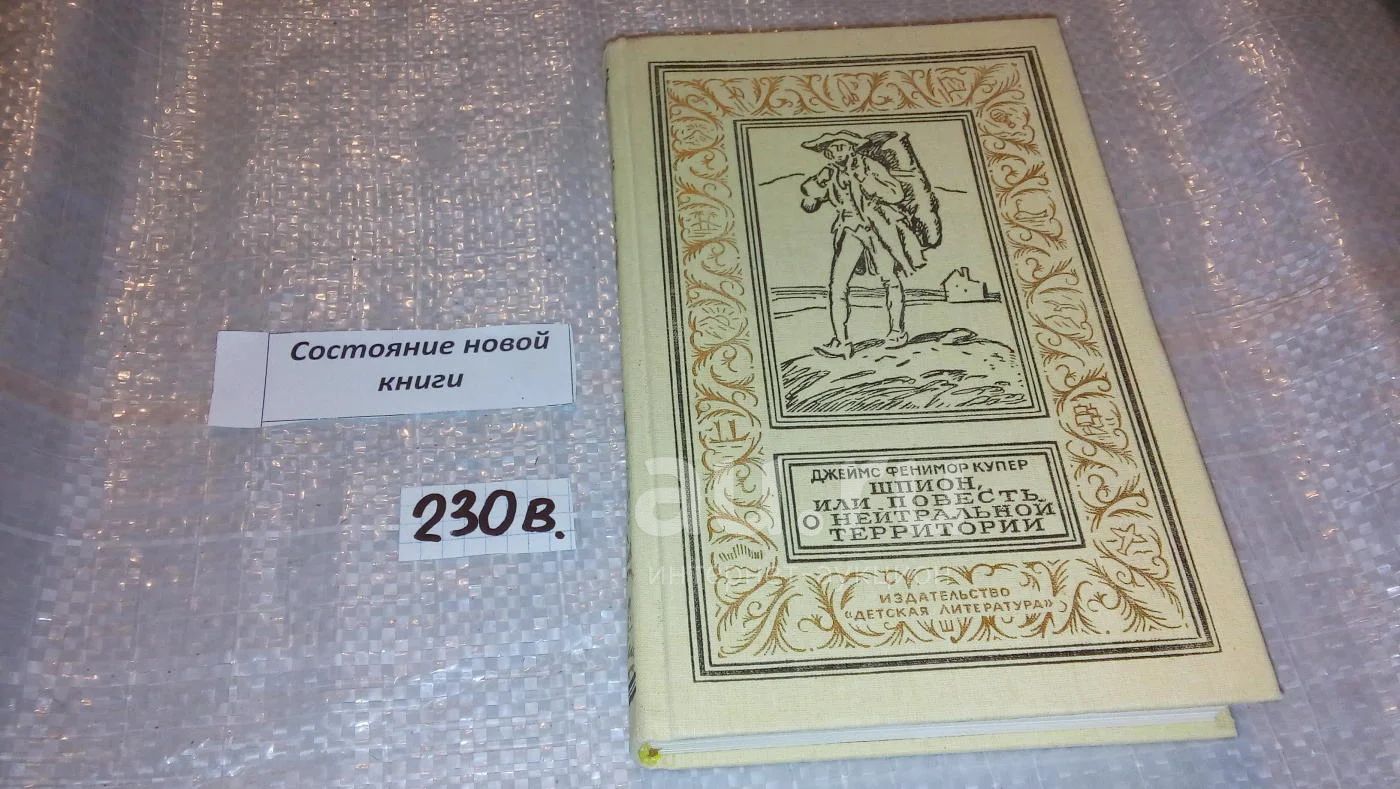 Состояние новой
книги
230в.
ДЖЕЙМС ФЕНИМОР КУПЕР
ШПИОН,
ИЛИ ПОВЕСТЬ
О НЕЙТРАЛЬНОЙ
ТЕРРИТОРИИ
ИЗДАТЕЛЬСТВО
«ДЕТСКАЯ ЛИТЕРАТУРА»